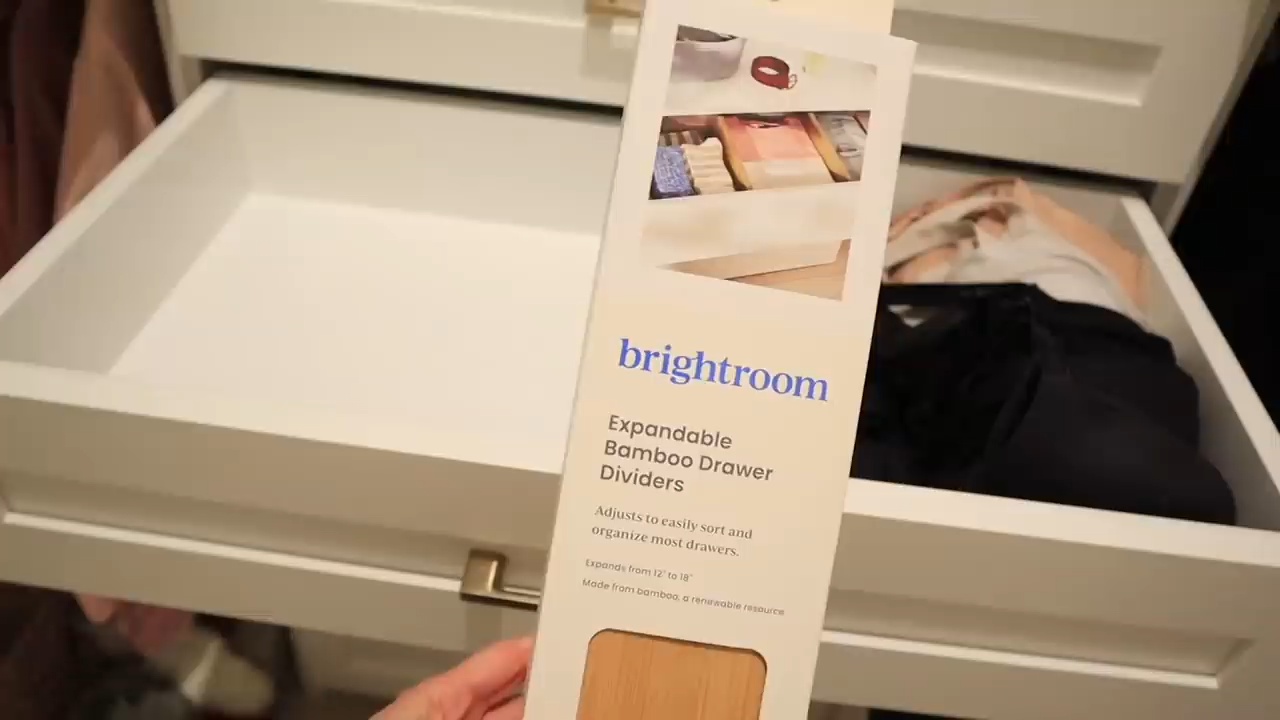 brightroom
Expandable
Bamboo Drawer
Dividers
Adjusts to easily sort and
organize most drawers.
Expands from 12" to 18"
Made from bamboo, a renewable resource